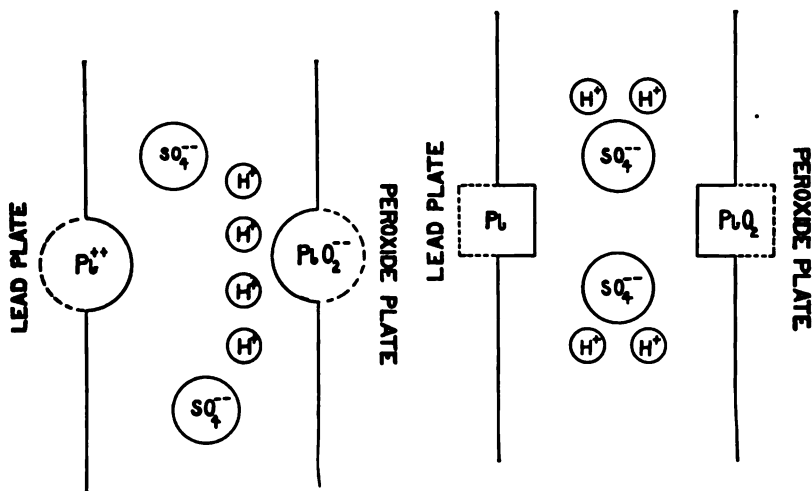 LEAD PLATE
SO₄⁻⁻
H⁺
H⁺
Pb⁺⁺
PbO₂⁻⁻
H⁺
H⁺
SO₄⁻⁻
PEROXIDE PLATE
LEAD PLATE
H⁺ H⁺
SO₄⁻⁻
Pb
PbO₂
SO₄⁻⁻
H⁺ H⁺
PEROXIDE PLATE